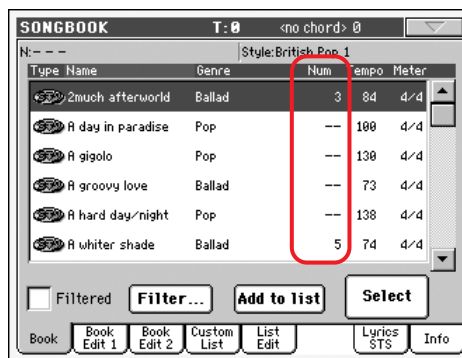 SONGBOOK T:0 <no chord> 0
N:--- Style:British Pop 1
Type Name Genre Num Tempo Meter
2much afterworld Ballad 3 84 4/4
A day in paradise Pop -- 100 4/4
A gigolo Pop -- 130 4/4
A groovy love Ballad -- 73 4/4
A hard day/night Pop -- 138 4/4
A whiter shade Ballad 5 74 4/4
Filtered Filter... Add to list Select
Book Book Edit 1 Book Edit 2 Custom List List Edit Lyrics STS Info